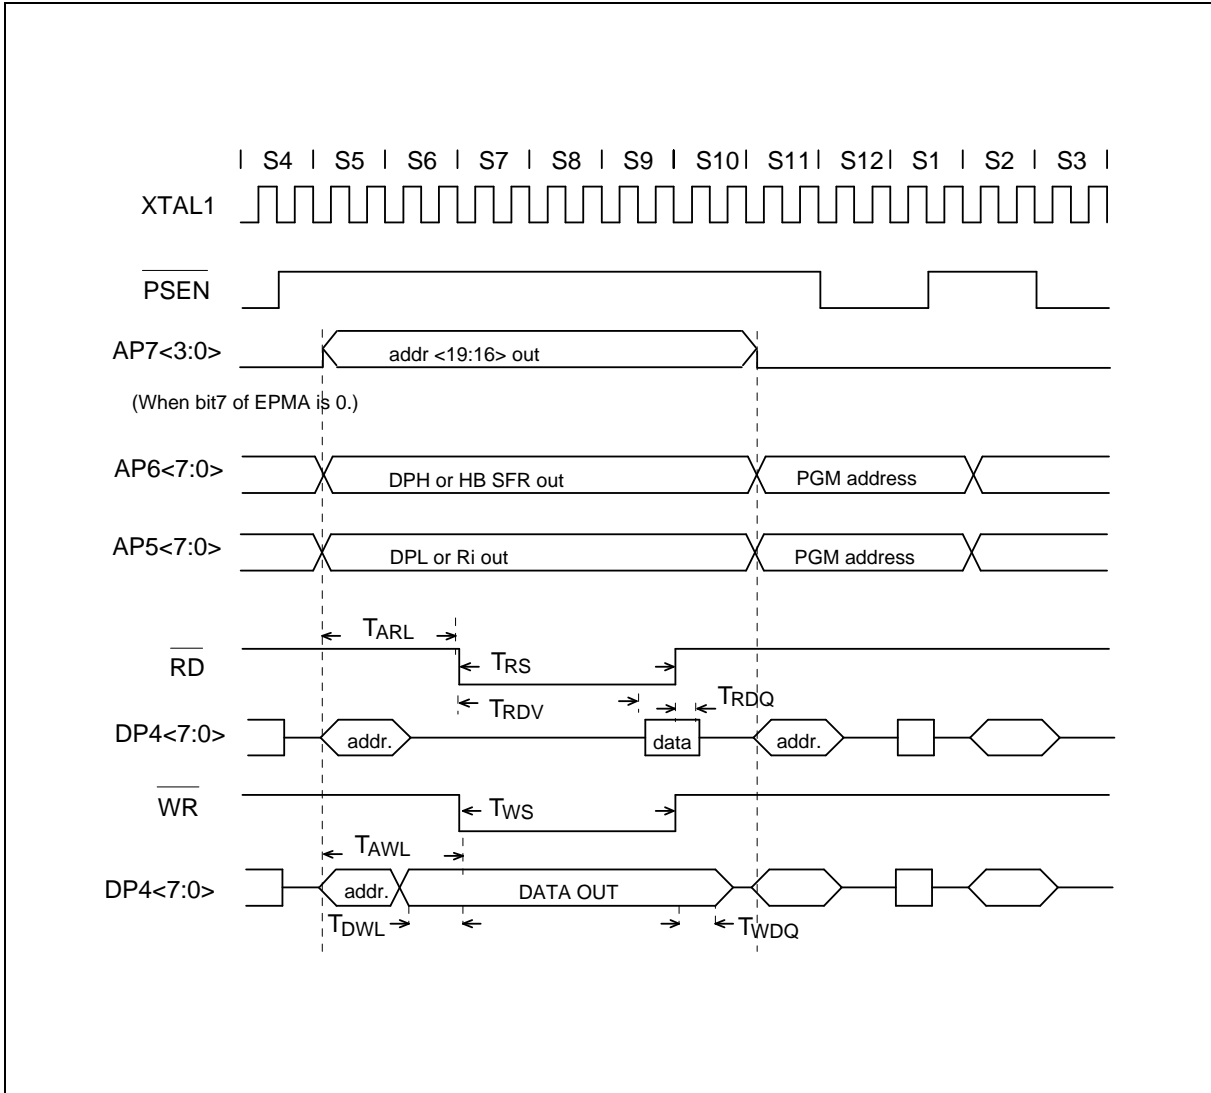 | S4 | S5 | S6 | S7 | S8 | S9 | S10 | S11 | S12 | S1 | S2 | S3 |
XTAL1
PSEN
AP7<3:0>
addr <19:16> out
(When bit7 of EPMA is 0.)
AP6<7:0>
DPH or HB SFR out
PGM address
AP5<7:0>
DPL or Ri out
PGM address
TARL
RD
TRS
TRDV
TRDQ
DP4<7:0>
addr.
data
addr.
WR
TWS
TAWL
DP4<7:0>
addr.
DATA OUT
TDWL
TWDQ